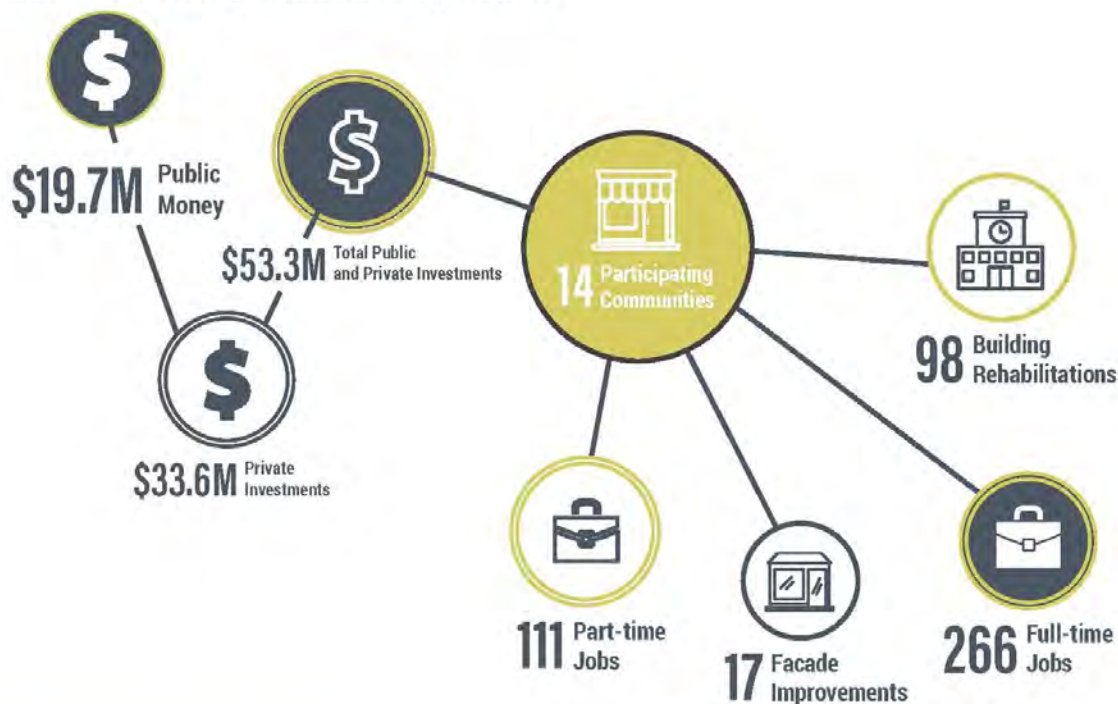 $19.7M Public
Money
$53.3M Total Public
and Private Investments
$33.6M Private
Investments
14 Participating
Communities
98 Building
Rehabilitations
111 Part-time
Jobs
17 Facade
Improvements
266 Full-time
Jobs